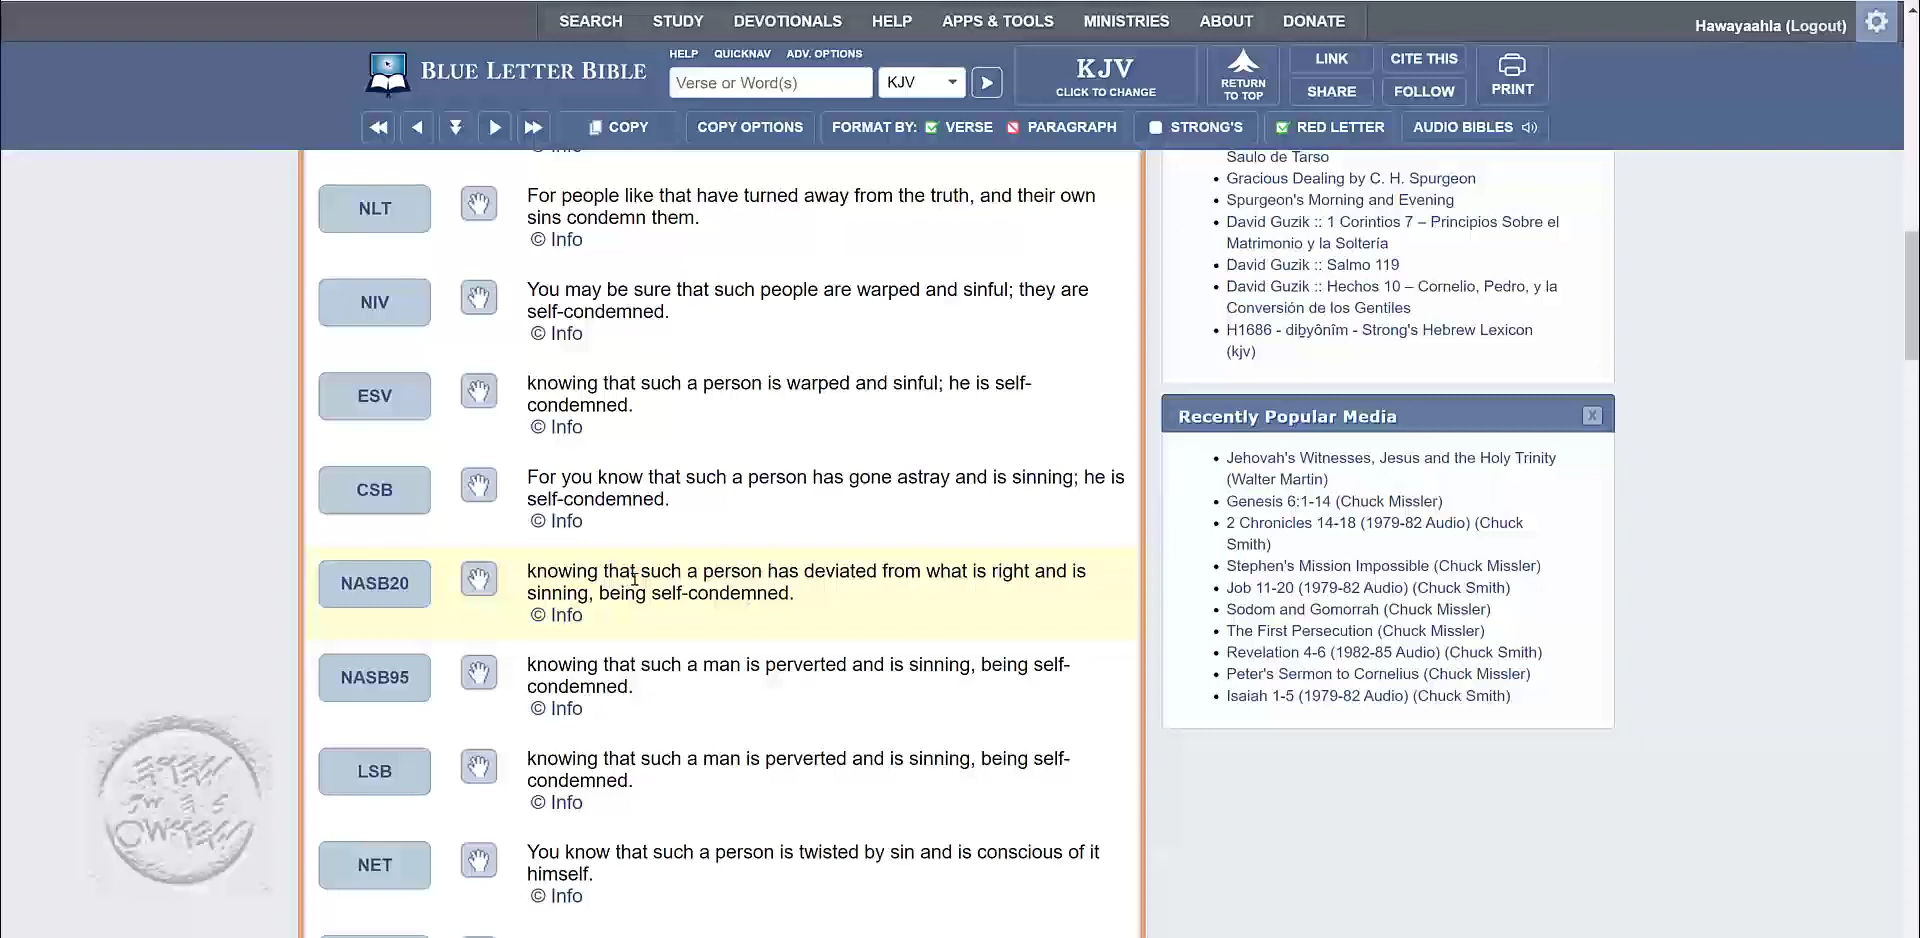 SEARCH STUDY DEVOTIONALS HELP APPS & TOOLS MINISTRIES ABOUT DONATE
Hawayaahla (Logout)
BLUE LETTER BIBLE
HELP QUICKNAV ADV. OPTIONS
Verse or Word(s) KJV
KJV
CLICK TO CHANGE
RETURN
TO TOP
LINK
CITE THIS
SHARE
FOLLOW
PRINT
COPY COPY OPTIONS FORMAT BY: VERSE PARAGRAPH STRONG'S RED LETTER AUDIO BIBLES
© Info
NLT
For people like that have turned away from the truth, and their own
sins condemn them.
© Info
NIV
You may be sure that such people are warped and sinful; they are
self-condemned.
© Info
ESV
knowing that such a person is warped and sinful; he is self-
condemned.
© Info
CSB
For you know that such a person has gone astray and is sinning; he is
self-condemned.
© Info
NASB20
knowing that such a person has deviated from what is right and is
sinning, being self-condemned.
© Info
NASB95
knowing that such a man is perverted and is sinning, being self-
condemned.
© Info
LSB
knowing that such a man is perverted and is sinning, being self-
condemned.
© Info
NET
You know that such a person is twisted by sin and is conscious of it
himself.
© Info
Saulo de Tarso
Gracious Dealing by C. H. Spurgeon
Spurgeon's Morning and Evening
David Guzik :: 1 Corintios 7 – Principios Sobre el
Matrimonio y la Soltería
David Guzik :: Salmo 119
David Guzik :: Hechos 10 – Cornelio, Pedro, y la
Conversión de los Gentiles
H1686 - diḇyônîm - Strong's Hebrew Lexicon
(kjv)
Recently Popular Media
X
Jehovah's Witnesses, Jesus and the Holy Trinity
(Walter Martin)
Genesis 6:1-14 (Chuck Missler)
2 Chronicles 14-18 (1979-82 Audio) (Chuck
Smith)
Stephen's Mission Impossible (Chuck Missler)
Job 11-20 (1979-82 Audio) (Chuck Smith)
Sodom and Gomorrah (Chuck Missler)
The First Persecution (Chuck Missler)
Revelation 4-6 (1982-85 Audio) (Chuck Smith)
Peter's Sermon to Cornelius (Chuck Missler)
Isaiah 1-5 (1979-82 Audio) (Chuck Smith)